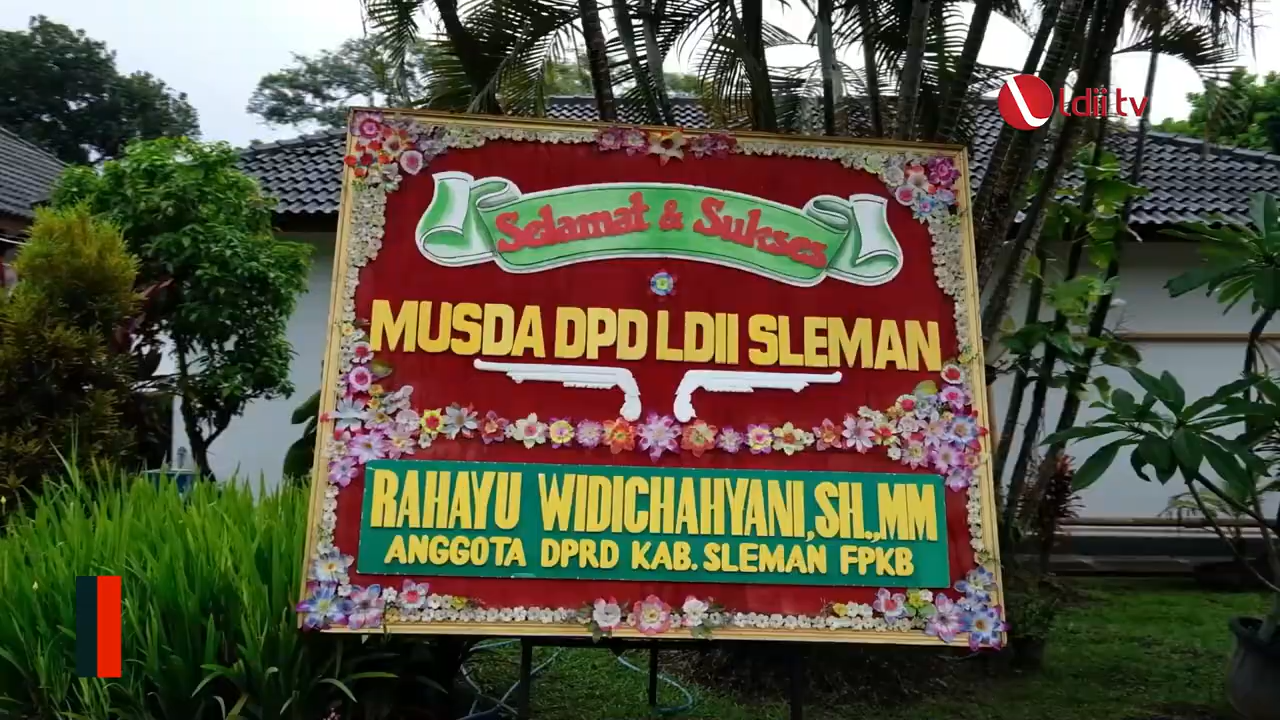 ldii tv
Selamat & Sukses
MUSDA DPD LDII SLEMAN
RAHAYU WIDICHAHYANI,SH.,MM
ANGGOTA DPRD KAB. SLEMAN FPKB